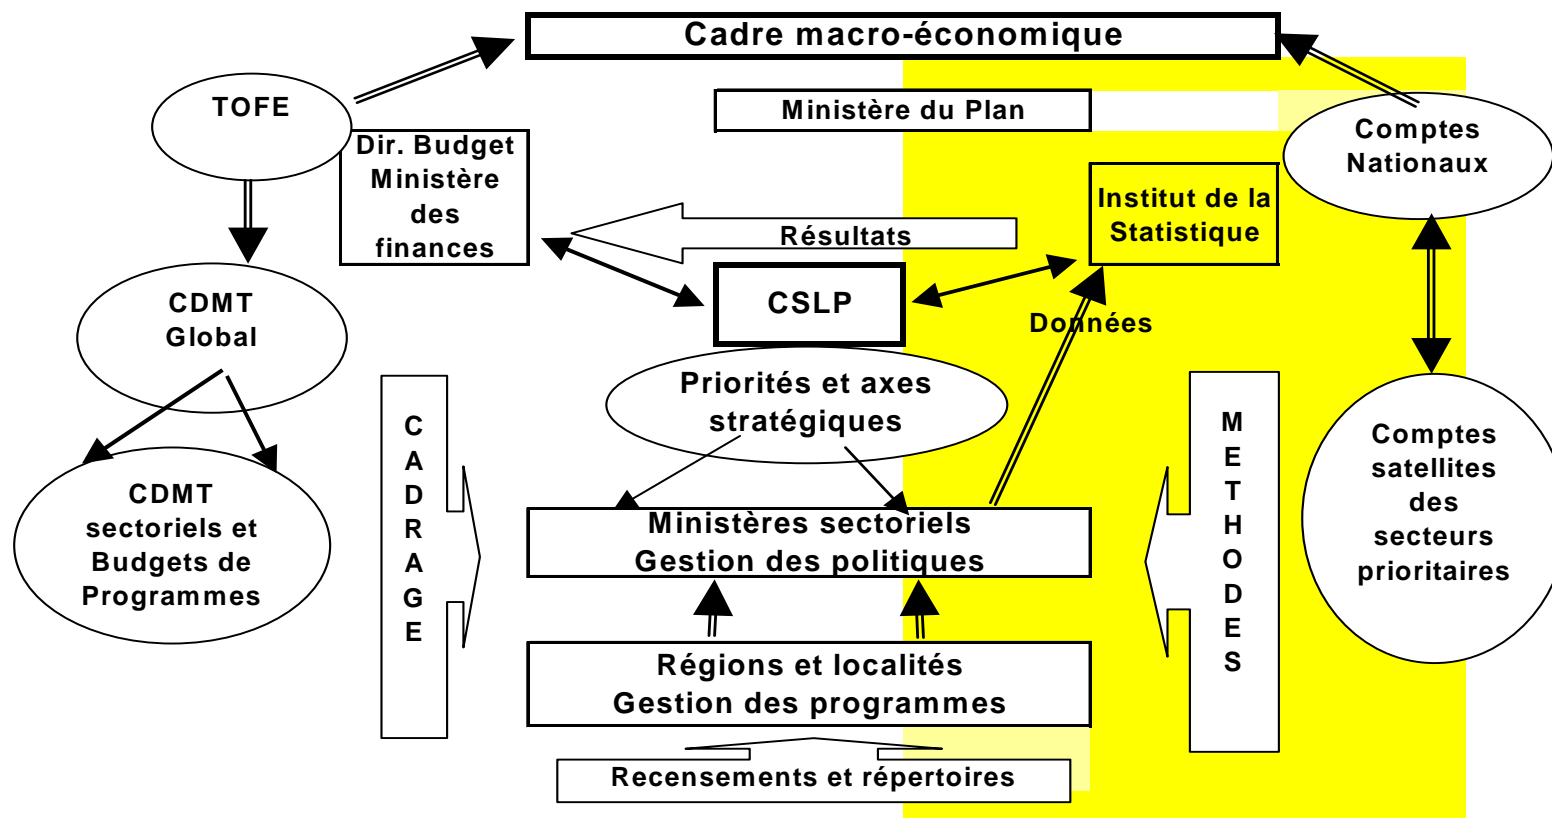 Cadre macro-économique
TOFE
Ministère du Plan
Comptes
Nationaux
Dir. Budget
Ministère
des
finances
Institut de la
Statistique
Résultats
CDMT
Global
CSLP
Données
Priorités et axes
stratégiques
C
A
D
R
A
G
E
M
E
T
H
O
D
E
S
Comptes
satellites
des
secteurs
prioritaires
CDMT
sectoriels et
Budgets de
Programmes
Ministères sectoriels
Gestion des politiques
Régions et localités
Gestion des programmes
Recensements et répertoires